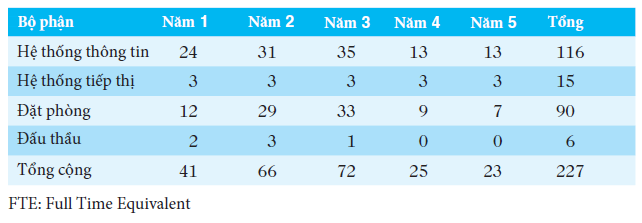 Bộ phận Năm 1 Năm 2 Năm 3 Năm 4 Năm 5 Tổng
Hệ thống thông tin 24 31 35 13 13 116
Hệ thống tiếp thị 3 3 3 3 3 15
Đặt phòng 12 29 33 9 7 90
Đấu thầu 2 3 1 0 0 6
Tổng cộng 41 66 72 25 23 227
FTE: Full Time Equivalent